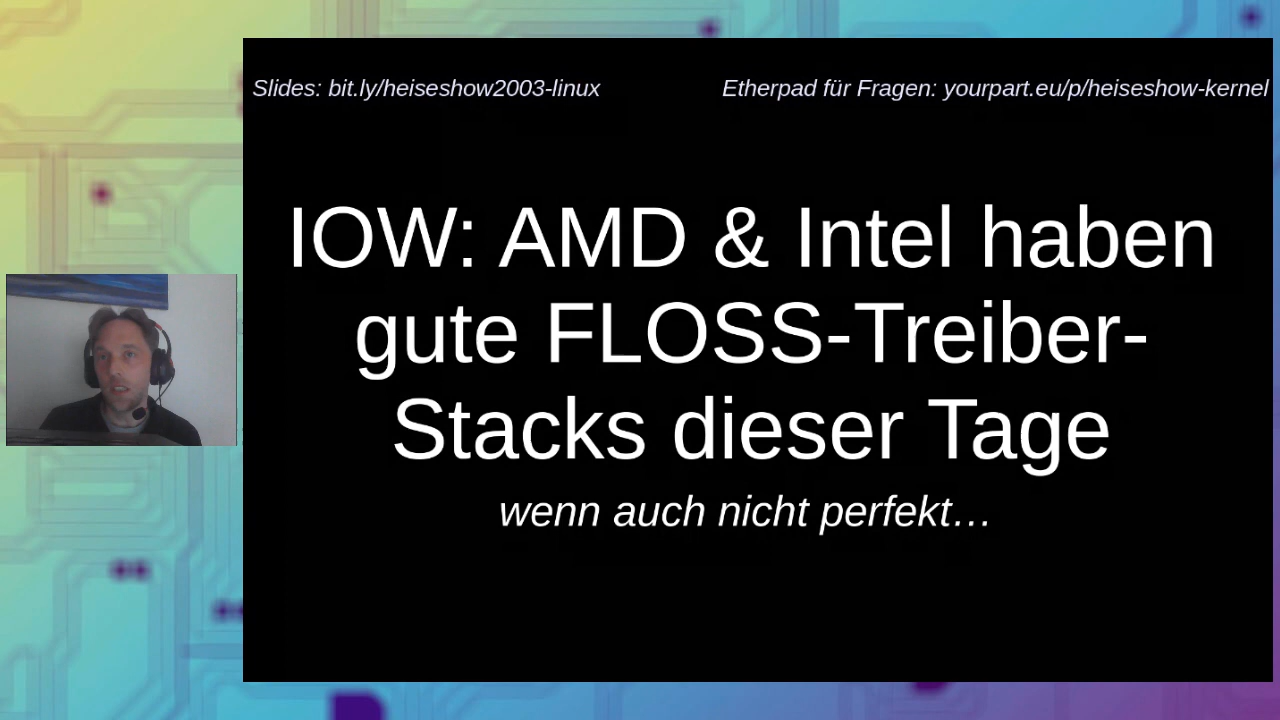 Slides: bit.ly/heiseshow2003-linux
Etherpad für Fragen: yourpart.eu/p/heiseshow-kernel
IOW: AMD & Intel haben
gute FLOSS-Treiber-
Stacks dieser Tage
wenn auch nicht perfekt…